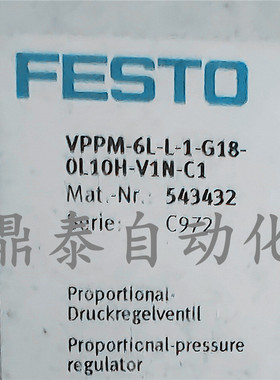 FESTO
VPPM-6L-L-1-G18-
0L10H-V1N-C1
Mat.-Nr.: 543432
Serie: C972
鼎泰自动化
Proportional-
Druckregelventil
Proportional-pressure
regulator